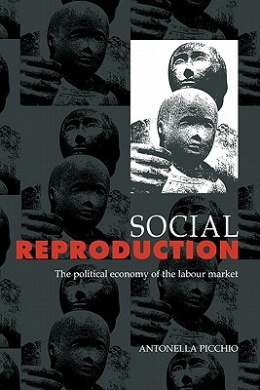 SOCIAL
REPRODUCTION
The political economy of the labour market
ANTONELLA PICCHIO